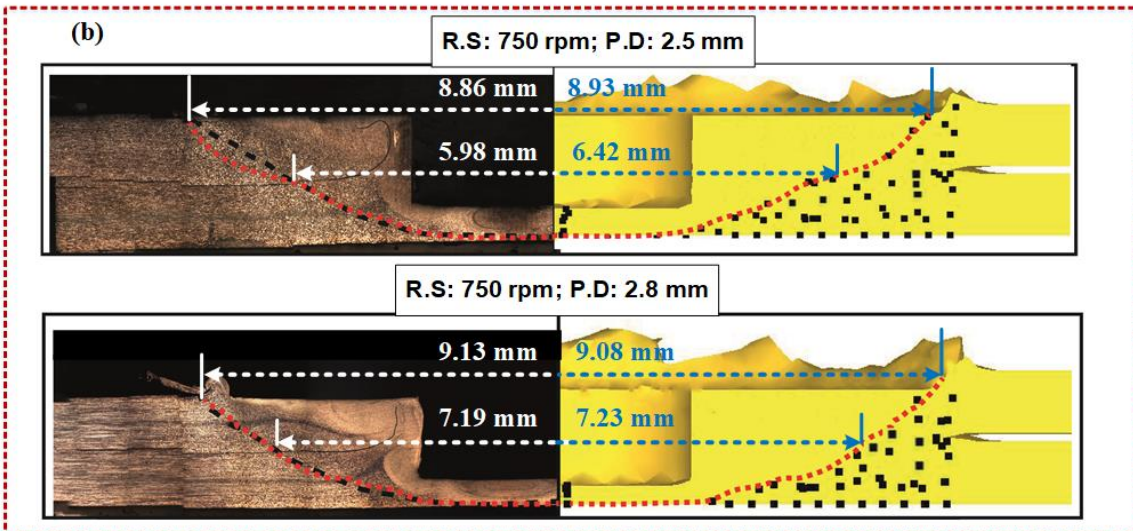 (b)
R.S: 750 rpm; P.D: 2.5 mm
8.86 mm 8.93 mm
5.98 mm 6.42 mm
R.S: 750 rpm; P.D: 2.8 mm
9.13 mm 9.08 mm
7.19 mm 7.23 mm